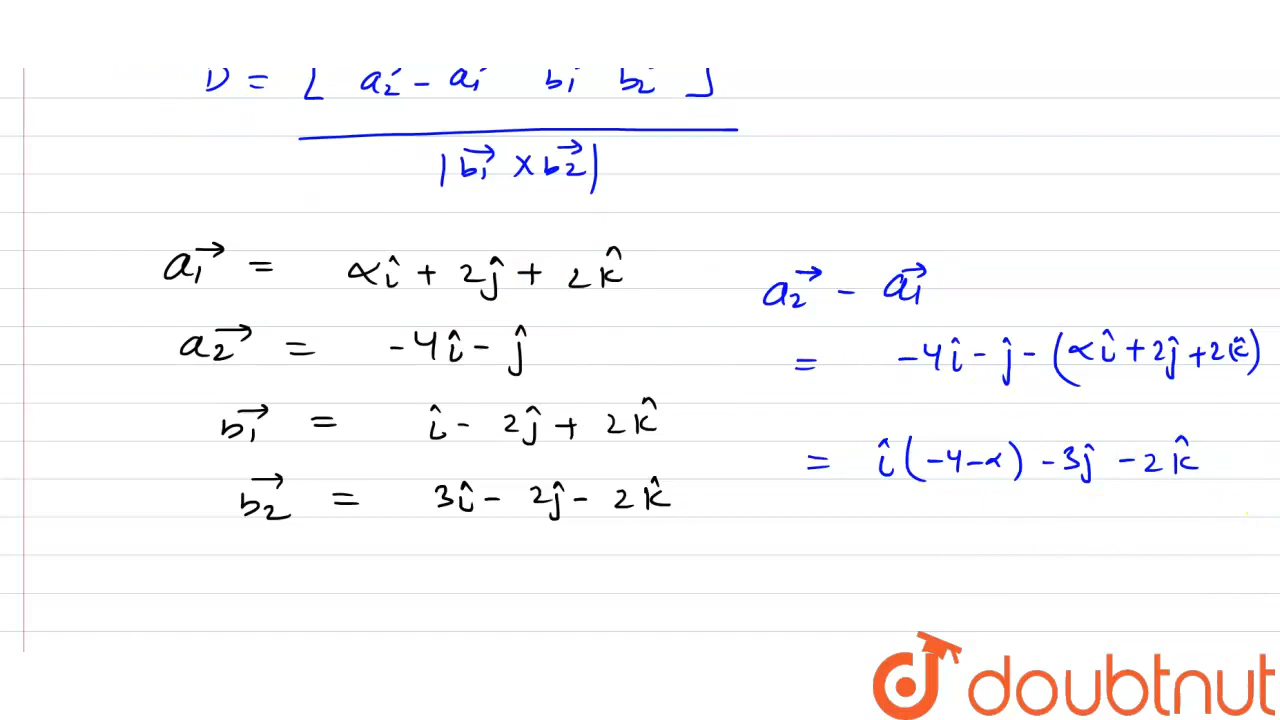 D = [ a₂ - a₁ b₁ b₂ ]
|b₁→ × b₂→|
a₁→ = αî + 2ĵ + 2k̂
a₂→ = -4î - ĵ
b₁→ = î - 2ĵ + 2k̂
b₂→ = 3î - 2ĵ - 2k̂
a₂→ - a₁→
= -4î - ĵ - (αî + 2ĵ + 2k̂)
= î(-4-α) - 3ĵ - 2k̂
doubtnut